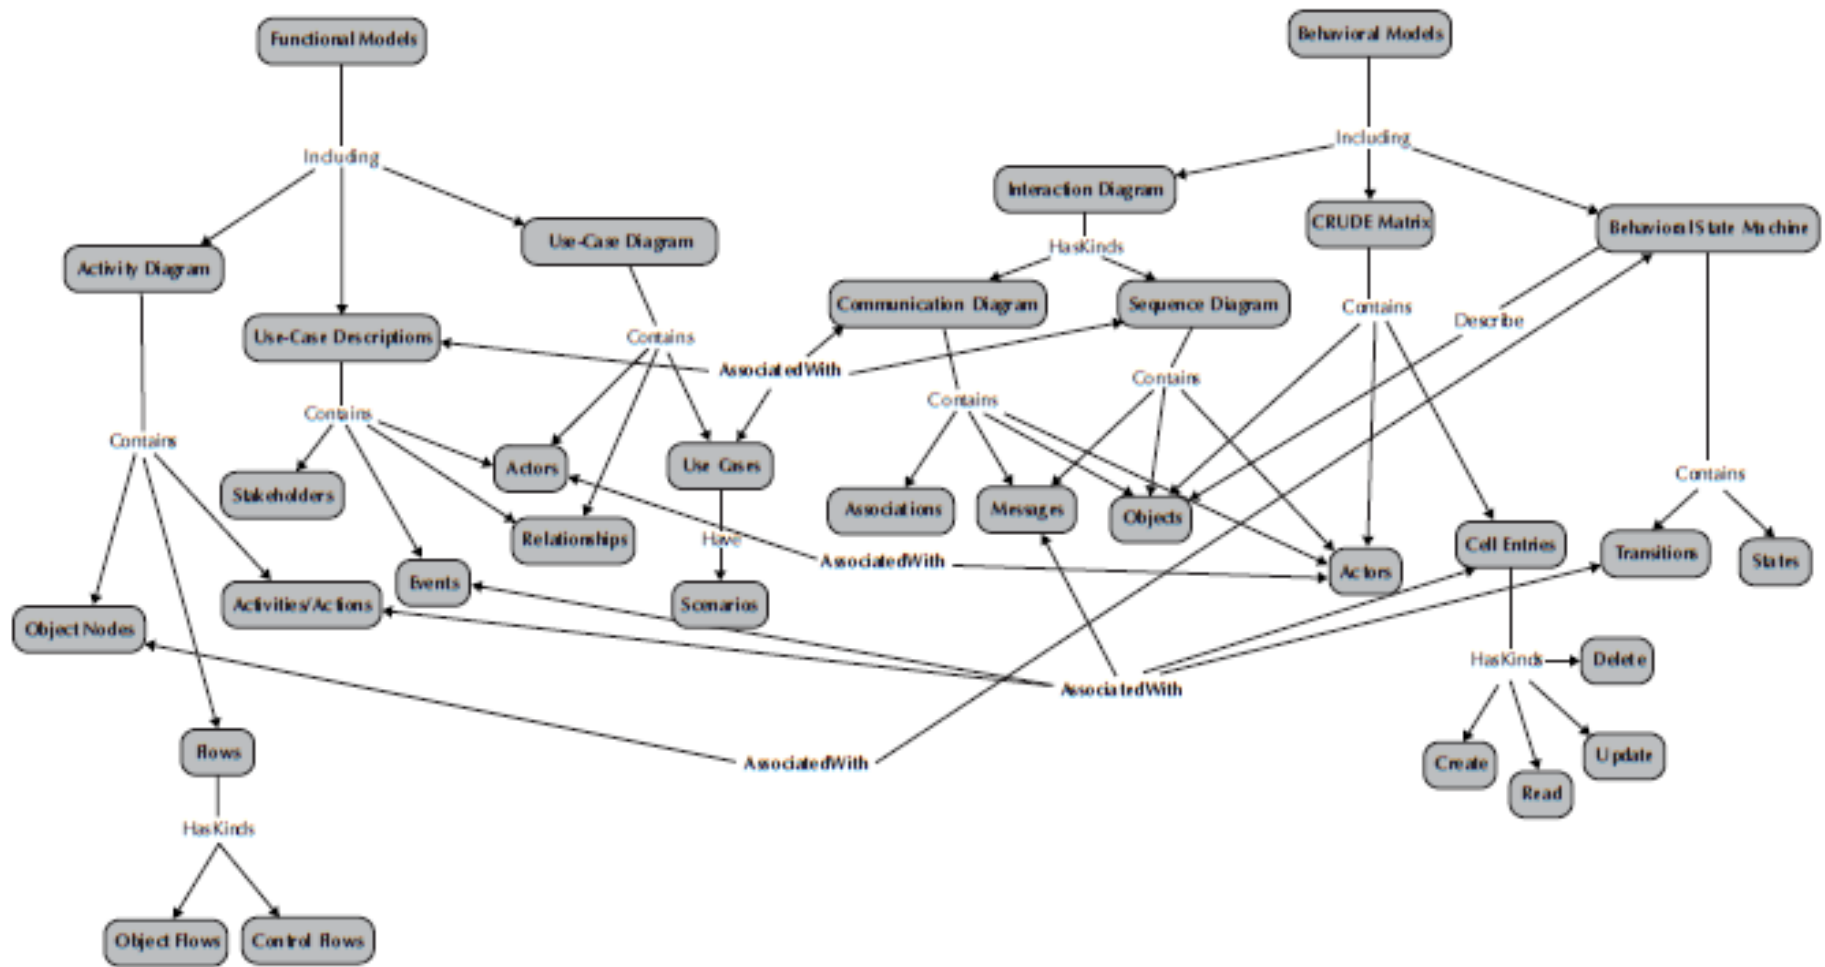 Functional Models
Behavioral Models
Including
Including
Interaction Diagram
CRUDE Matrix
Behavioral State Machine
Use-Case Diagram
Activity Diagram
HasKinds
Communication Diagram
Sequence Diagram
Contains
Describe
Use-Case Descriptions
Contains
AssociatedWith
Contains
Contains
Contains
Contains
Actors
Use Cases
Contains
Stakeholders
Associations
Messages
Objects
Relationships
Have
Cell Entries
Transitions
States
AssociatedWith
Actors
Events
Activities/Actions
Scenarios
Object Nodes
HasKinds
Delete
AssociatedWith
Flows
AssociatedWith
Create
Update
Read
HasKinds
Object Flows
Control Flows